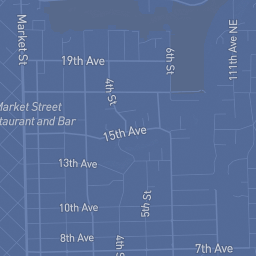 Market St
19th Ave
6th St
111th Ave NE
4th St
Market Street
staurant and Bar
15th Ave
13th Ave
10th Ave
5th St
8th Ave
4th St
7th Ave